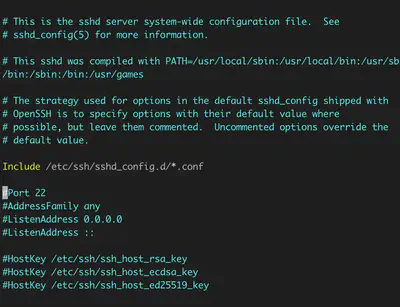 # This is the sshd server system-wide configuration file.  See
# sshd_config(5) for more information.
# This sshd was compiled with PATH=/usr/local/sbin:/usr/local/bin:/usr/sb
/bin:/sbin:/bin:/usr/games
# The strategy used for options in the default sshd_config shipped with
# OpenSSH is to specify options with their default value where
# possible, but leave them commented.  Uncommented options override the
# default value.
Include /etc/ssh/sshd_config.d/*.conf
#Port 22
#AddressFamily any
#ListenAddress 0.0.0.0
#ListenAddress ::
#HostKey /etc/ssh/ssh_host_rsa_key
#HostKey /etc/ssh/ssh_host_ecdsa_key
#HostKey /etc/ssh/ssh_host_ed25519_key